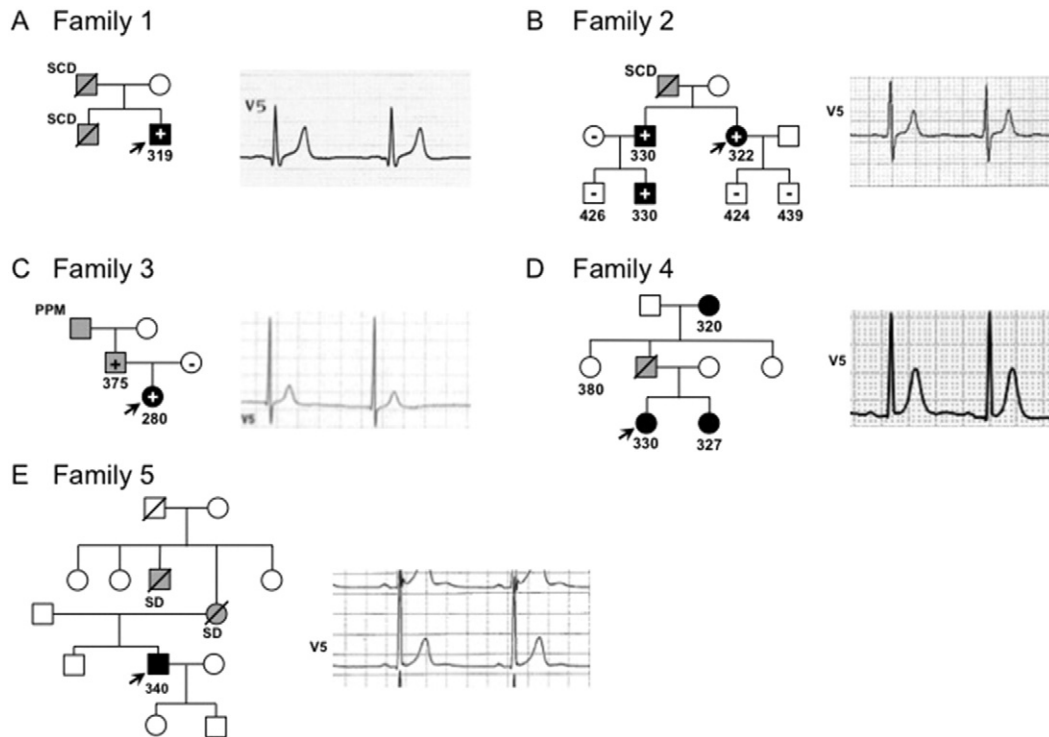 A Family 1
SCD
SCD
+
319
V5
B Family 2
SCD
- + +
330 322
- + - -
426 330 424 439
V5
C Family 3
PPM
+ -
375
+
280
V5
D Family 4
320
380
330 327
V5
E Family 5
SD
SD
340
V5